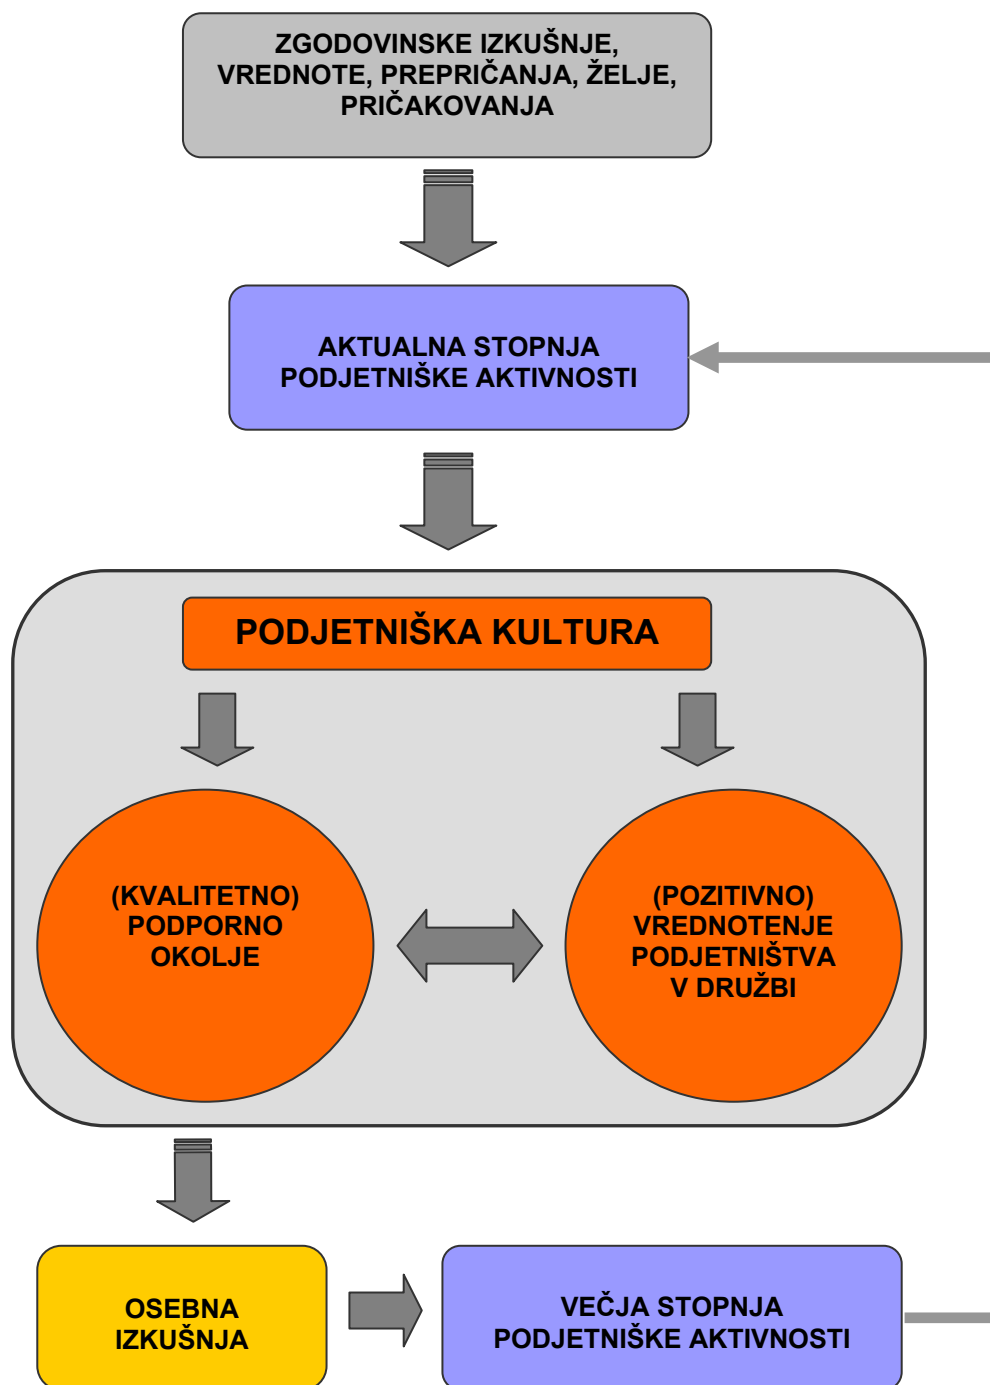 ZGODOVINSKE IZKUŠNJE,
VREDNOTE, PREPRIČANJA, ŽELJE,
PRIČAKOVANJA
AKTUALNA STOPNJA
PODJETNIŠKE AKTIVNOSTI
PODJETNIŠKA KULTURA
(KVALITETNO)
PODPORNO
OKOLJE
(POZITIVNO)
VREDNOTENJE
PODJETNIŠTVA
V DRUŽBI
OSEBNA
IZKUŠNJA
VEČJA STOPNJA
PODJETNIŠKE AKTIVNOSTI